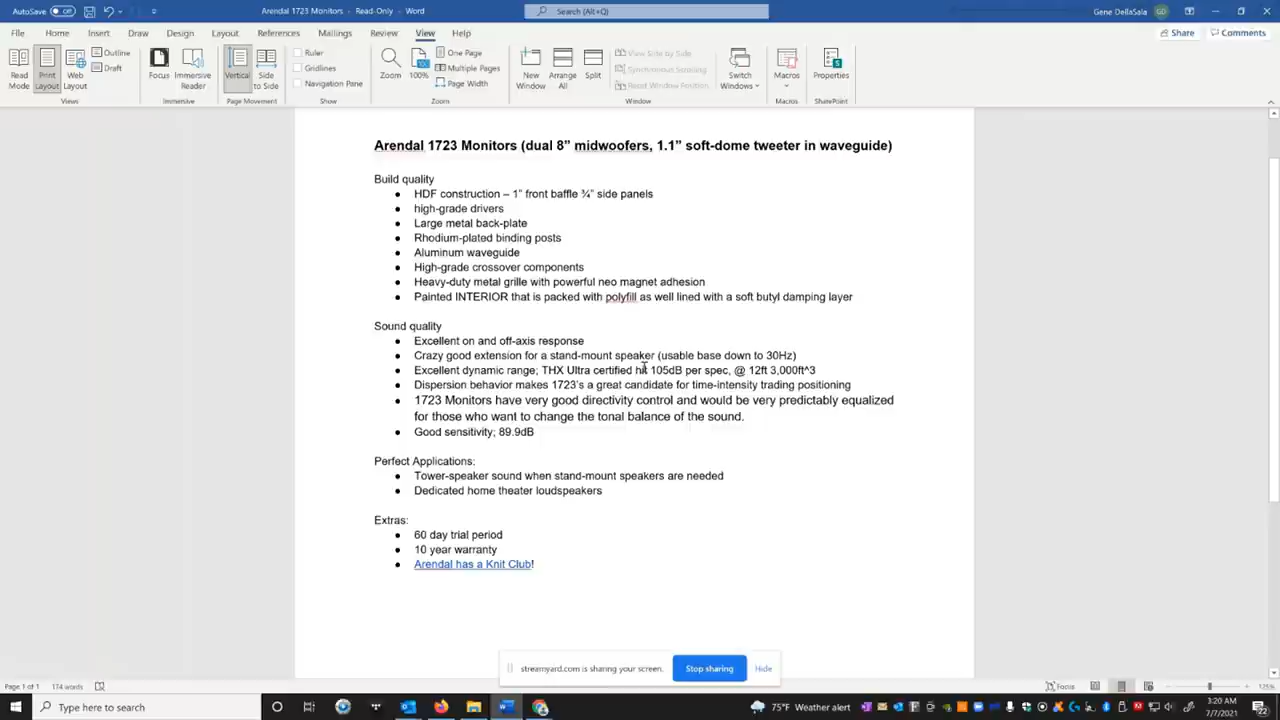 AutoSave Off Arendal 1723 Monitors - Read-Only - Word Search (Alt+Q) Gene DellaSala GD
File Home Insert Draw Design Layout References Mailings Review View Help Share Comments
Read Mode Print Layout Web Layout Outline Draft Focus Immersive Reader Vertical Side to Side Ruler Gridlines Navigation Pane Zoom 100% One Page Multiple Pages Page Width New Window Arrange All Split View Side by Side Synchronous Scrolling Reset Window Position Switch Windows Macros Properties
Views Immersive Page Movement Show Zoom Window Macros SharePoint
Arendal 1723 Monitors (dual 8” midwoofers, 1.1” soft-dome tweeter in waveguide)
Build quality
● HDF construction – 1” front baffle ¾” side panels
● high-grade drivers
● Large metal back-plate
● Rhodium-plated binding posts
● Aluminum waveguide
● High-grade crossover components
● Heavy-duty metal grille with powerful neo magnet adhesion
● Painted INTERIOR that is packed with polyfill as well lined with a soft butyl damping layer
Sound quality
● Excellent on and off-axis response
● Crazy good extension for a stand-mount speaker (usable base down to 30Hz)
● Excellent dynamic range; THX Ultra certified hit 105dB per spec, @ 12ft 3,000ft^3
● Dispersion behavior makes 1723’s a great candidate for time-intensity trading positioning
● 1723 Monitors have very good directivity control and would be very predictably equalized
for those who want to change the tonal balance of the sound.
● Good sensitivity; 89.9dB
Perfect Applications:
● Tower-speaker sound when stand-mount speakers are needed
● Dedicated home theater loudspeakers
Extras:
● 60 day trial period
● 10 year warranty
● Arendal has a Knit Club!
streamyard.com is sharing your screen. Stop sharing Hide
Page 1 of 1 174 words Focus 125%
Type here to search 75°F Weather alert 3:20 AM
7/7/2021